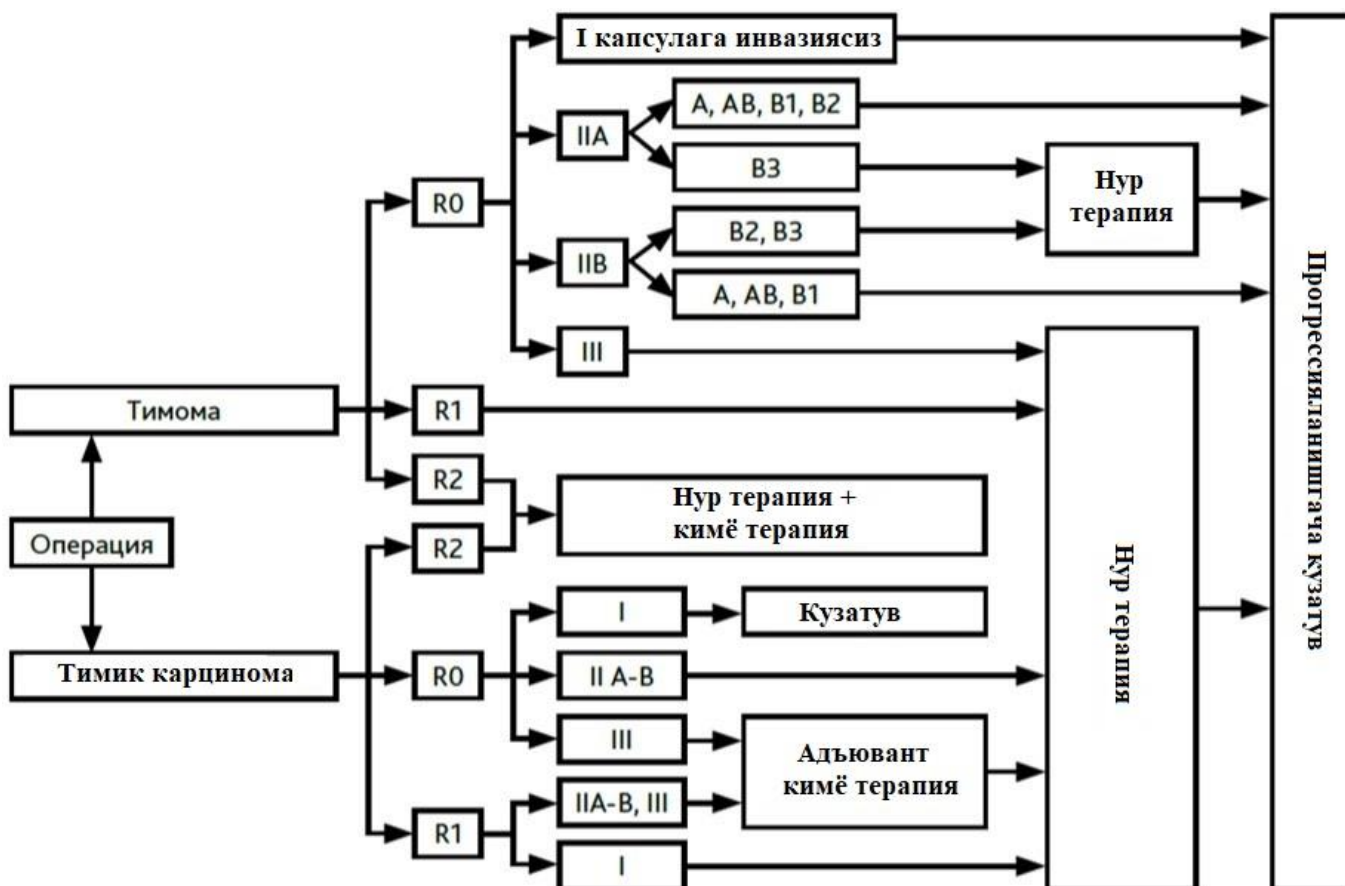 I капсулага инвазиясиз
IIA
A, AB, B1, B2
B3
Нур
терапия
R0
IIB
B2, B3
A, AB, B1
III
Тимома
R1
R2
Нур терапия +
кимё терапия
Операция
R2
I
Кузатув
Тимик карцинома
R0
II A-B
III
Адъювант
кимё терапия
IIA-B, III
R1
I
Нур терапия
Прогрессияланишгача кузатув